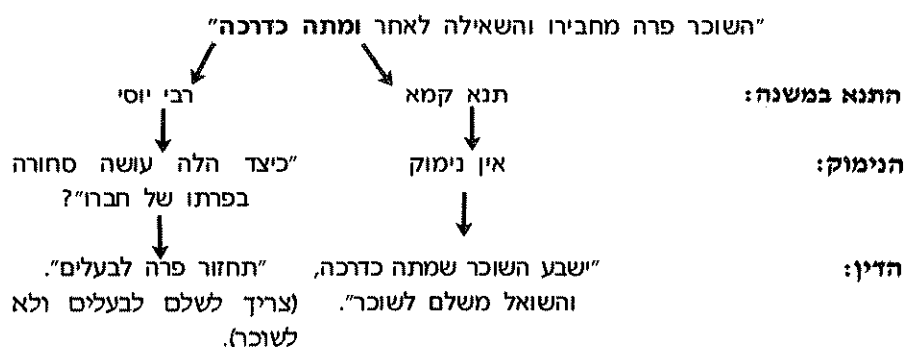 "השוכר פרה מחבירו והשאילה לאחר ומתה כדרכה"
התנא במשנה: תנא קמא רבי יוסי
הנימוק: אין נימוק "כיצד הלה עושה סחורה
בפרתו של חברו"?
הדין: "ישבע השוכר שמתה כדרכה, "תחזור פרה לבעלים".
והשואל משלם לשוכר". (צריך לשלם לבעלים ולא
לשוכר).